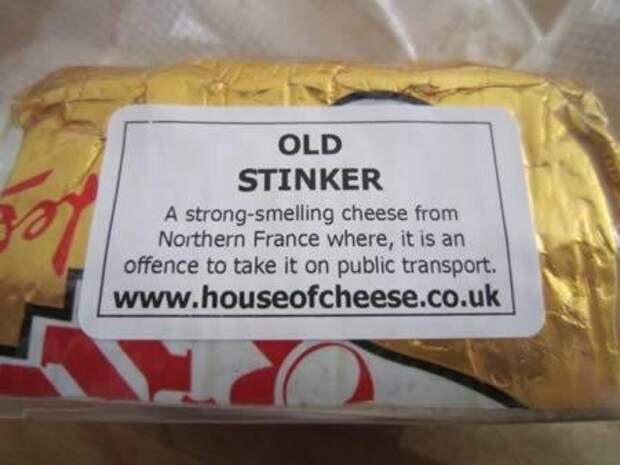 OLD
STINKER
A strong-smelling cheese from
Northern France where, it is an
offence to take it on public transport.
www.houseofcheese.co.uk